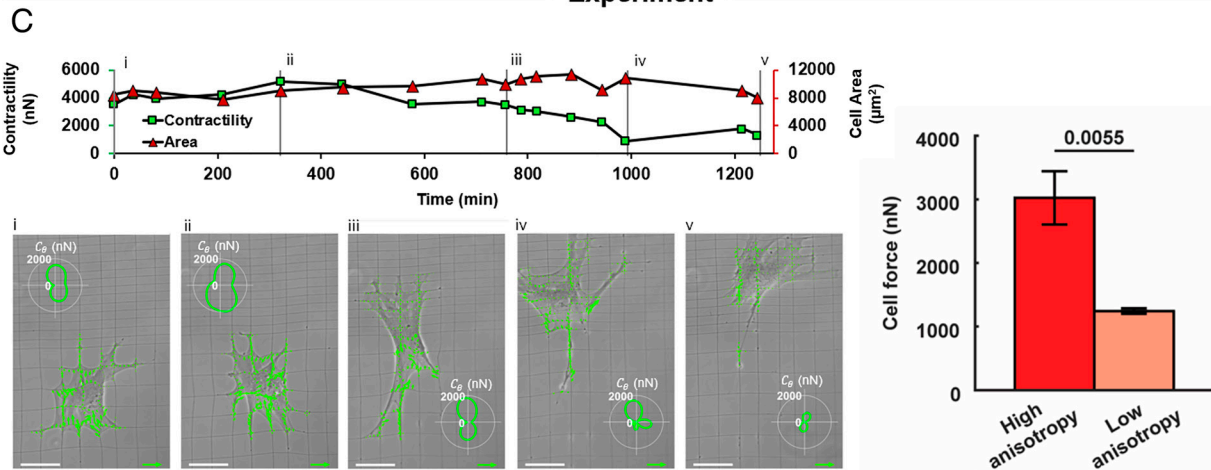 Experiment
C
i
ii
iii
iv
v
6000
4000
2000
0
Contractility
(nN)
12000
8000
4000
0
Cell Area
(µm²)
Contractility
Area
0
200
400
600
800
1000
1200
Time (min)
i
Cθ (nN)
2000
0
ii
Cθ (nN)
2000
0
iii
Cθ (nN)
2000
0
iv
Cθ (nN)
2000
0
v
Cθ (nN)
2000
0
4000
3000
2000
1000
0
Cell force (nN)
0.0055
High
anisotropy
Low
anisotropy